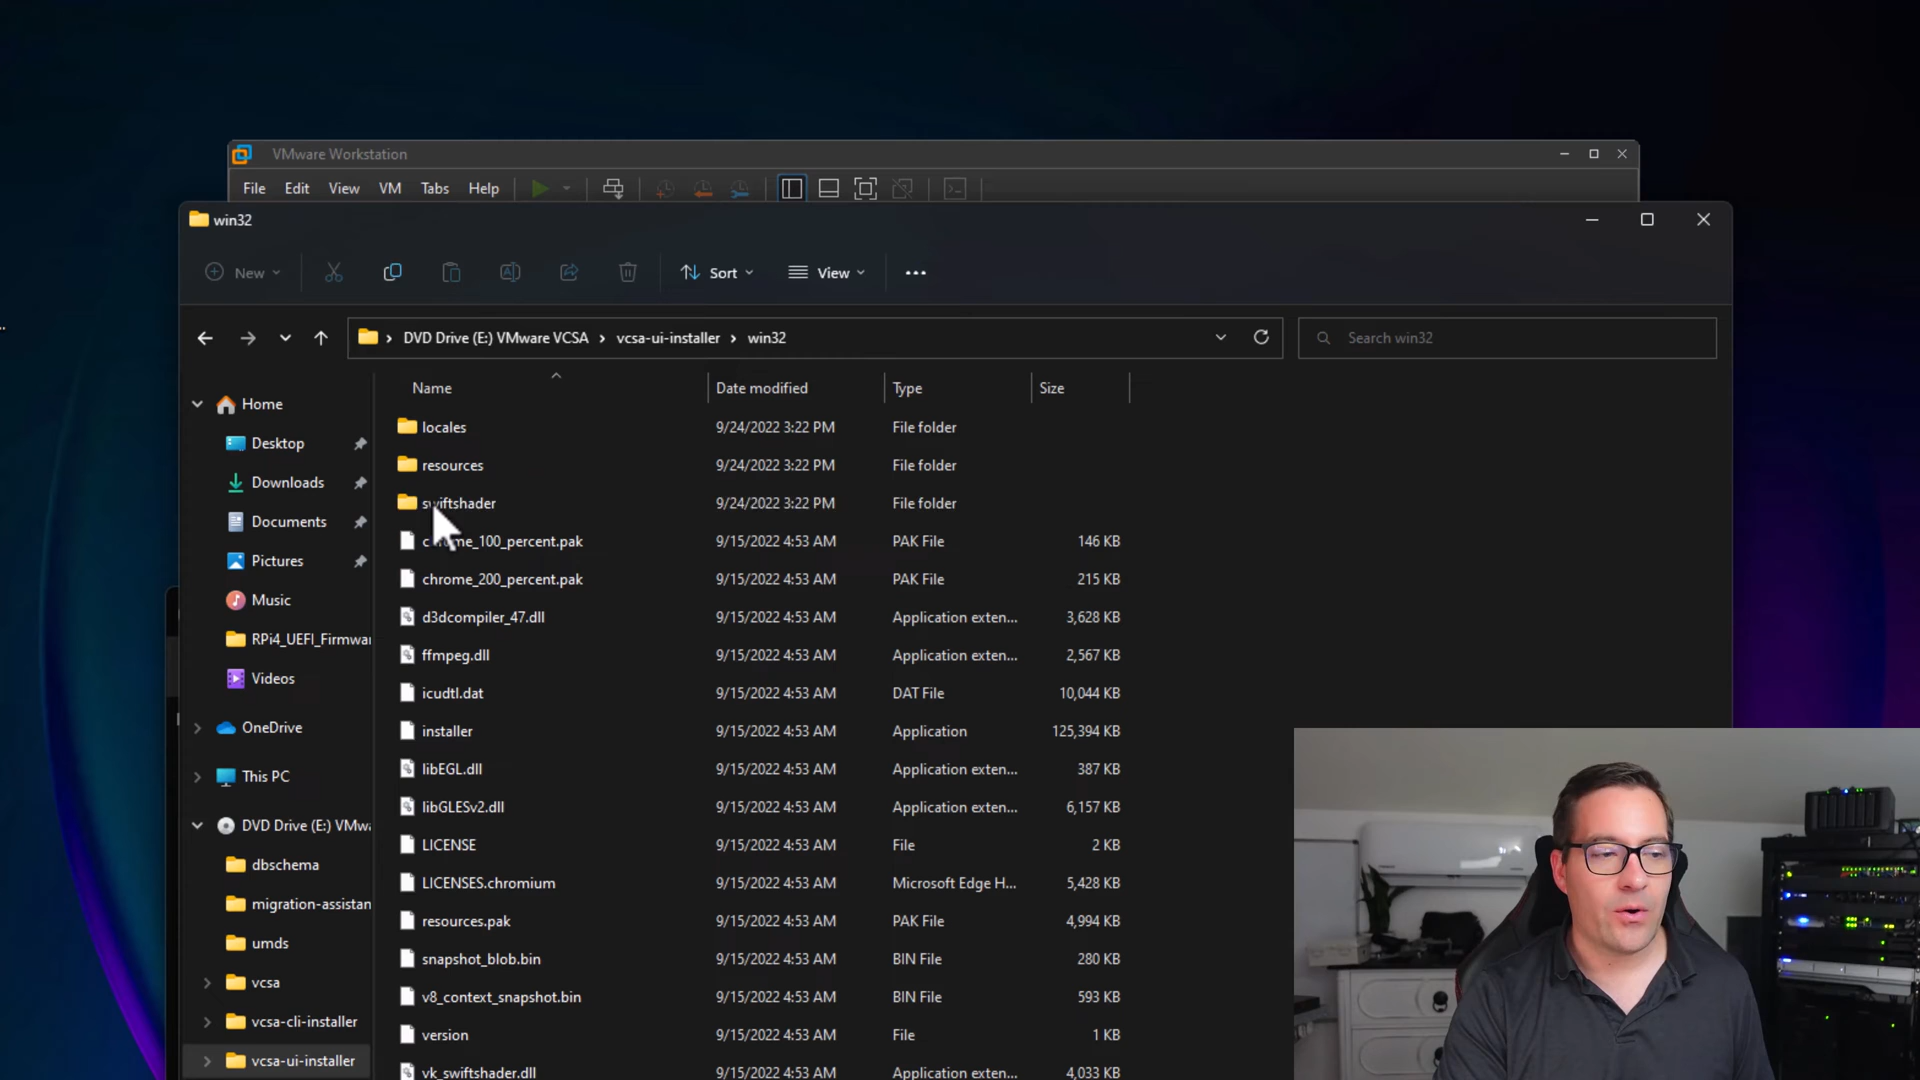 VMware Workstation
File Edit View VM Tabs Help
win32
New Sort View
DVD Drive (E:) VMware VCSA vcsa-ui-installer win32
Search win32
Name Date modified Type Size
Home
Desktop
Downloads
Documents
Pictures
Music
RPi4_UEFI_Firmwa
Videos
OneDrive
This PC
DVD Drive (E:) VMwa
dbschema
migration-assistan
umds
vcsa
vcsa-cli-installer
vcsa-ui-installer
locales 9/24/2022 3:22 PM File folder
resources 9/24/2022 3:22 PM File folder
swiftshader 9/24/2022 3:22 PM File folder
chrome_100_percent.pak 9/15/2022 4:53 AM PAK File 146 KB
chrome_200_percent.pak 9/15/2022 4:53 AM PAK File 215 KB
d3dcompiler_47.dll 9/15/2022 4:53 AM Application exten... 3,628 KB
ffmpeg.dll 9/15/2022 4:53 AM Application exten... 2,567 KB
icudtl.dat 9/15/2022 4:53 AM DAT File 10,044 KB
installer 9/15/2022 4:53 AM Application 125,394 KB
libEGL.dll 9/15/2022 4:53 AM Application exten... 387 KB
libGLESv2.dll 9/15/2022 4:53 AM Application exten... 6,157 KB
LICENSE 9/15/2022 4:53 AM File 2 KB
LICENSES.chromium 9/15/2022 4:53 AM Microsoft Edge H... 5,428 KB
resources.pak 9/15/2022 4:53 AM PAK File 4,994 KB
snapshot_blob.bin 9/15/2022 4:53 AM BIN File 280 KB
v8_context_snapshot.bin 9/15/2022 4:53 AM BIN File 593 KB
version 9/15/2022 4:53 AM File 1 KB
vk_swiftshader.dll 9/15/2022 4:53 AM Application exten... 4,033 KB